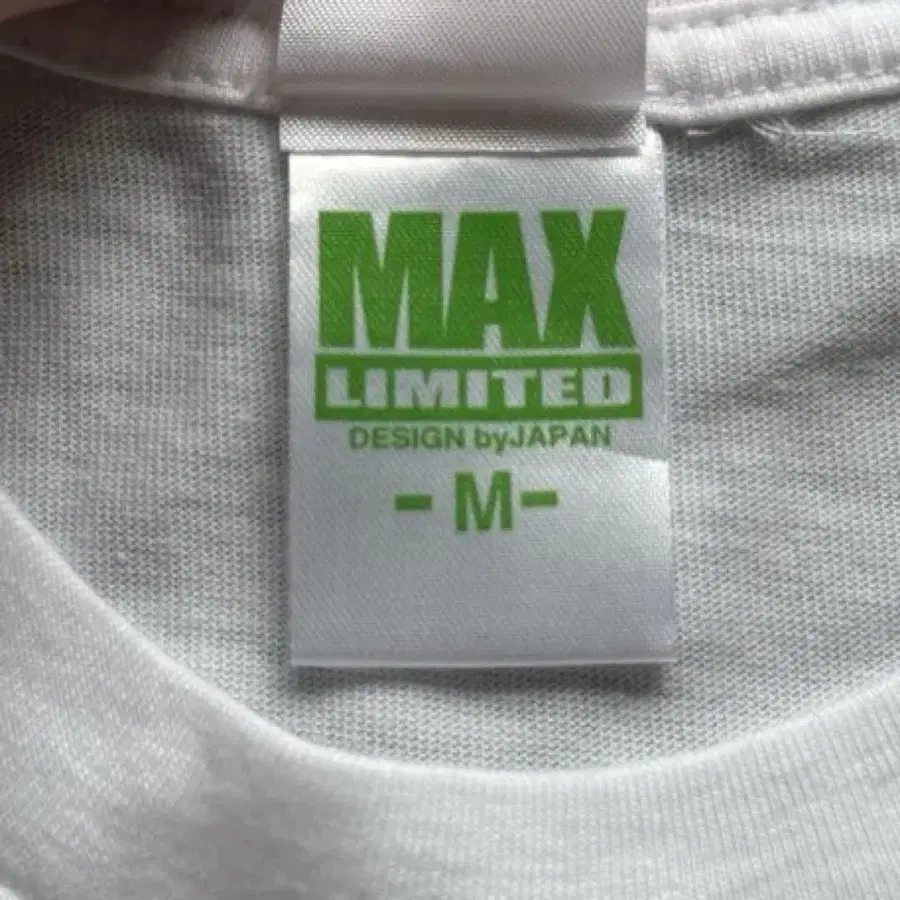 MAX
LIMITED
DESIGN byJAPAN
- M -